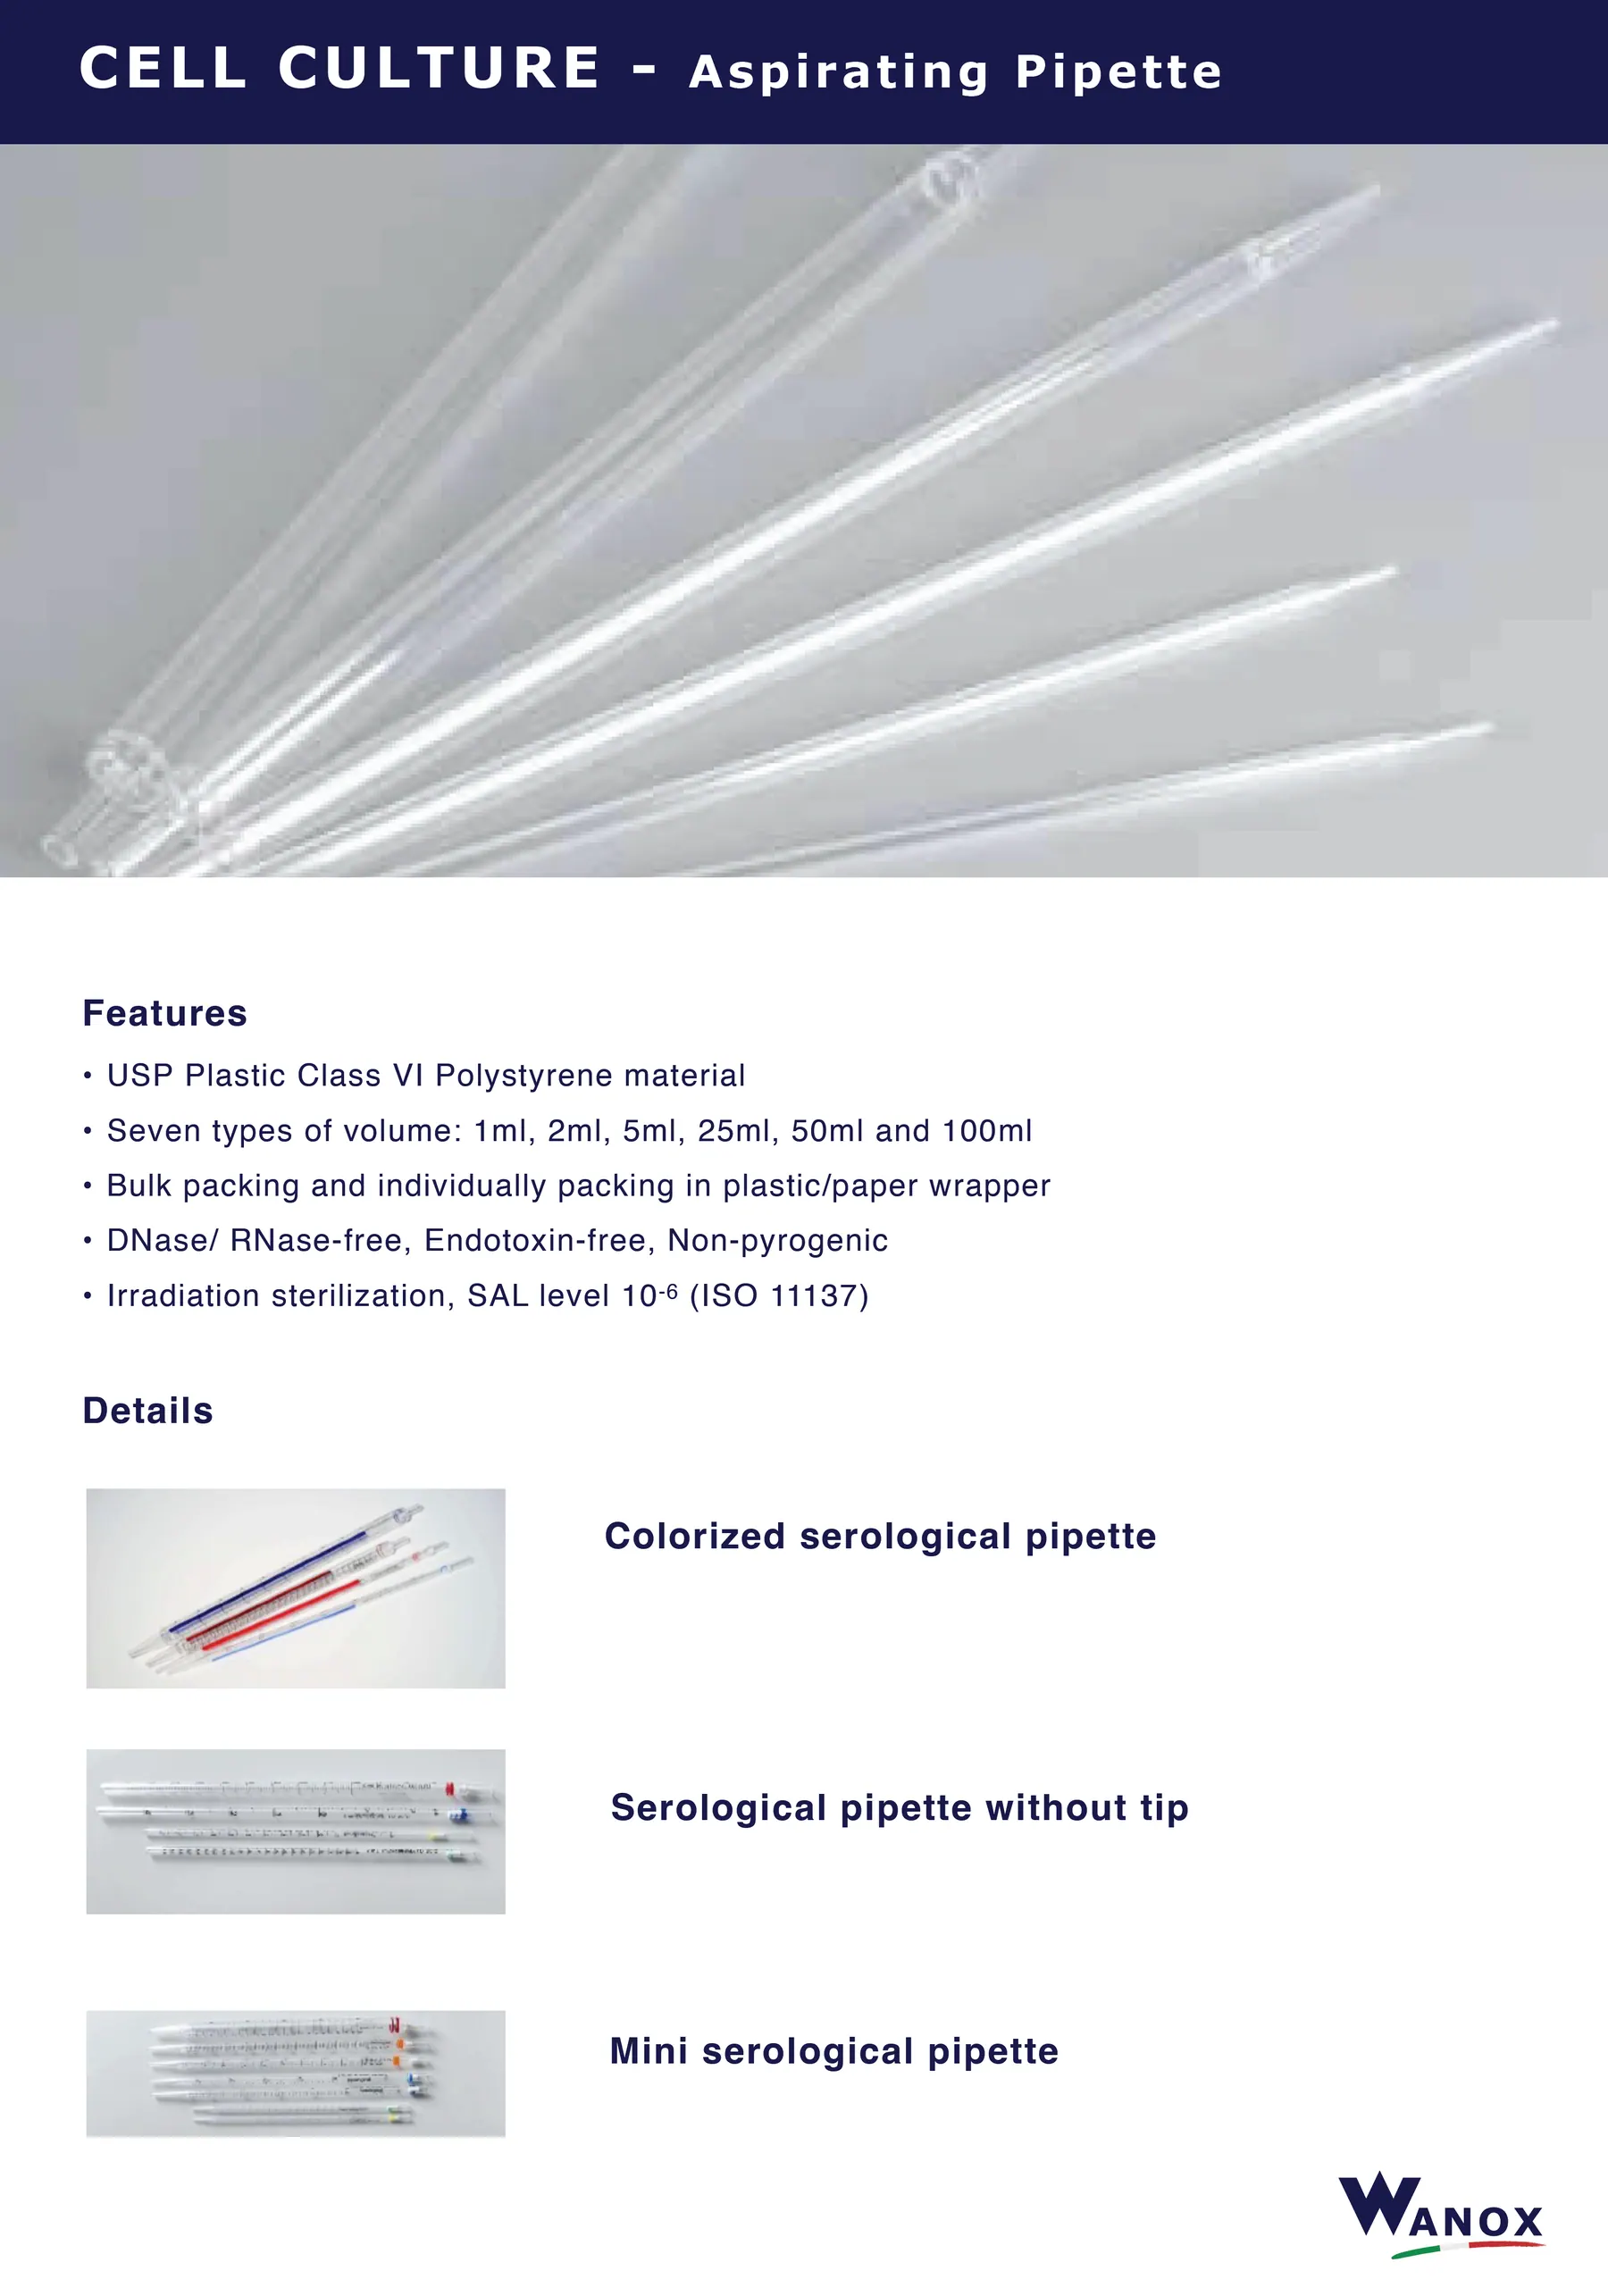 CELL CULTURE - Aspirating Pipette
Features
• USP Plastic Class VI Polystyrene material
• Seven types of volume: 1ml, 2ml, 5ml, 25ml, 50ml and 100ml
• Bulk packing and individually packing in plastic/paper wrapper
• DNase/ RNase-free, Endotoxin-free, Non-pyrogenic
• Irradiation sterilization, SAL level 10-6 (ISO 11137)
Details
Colorized serological pipette
Serological pipette without tip
Mini serological pipette
WANOX